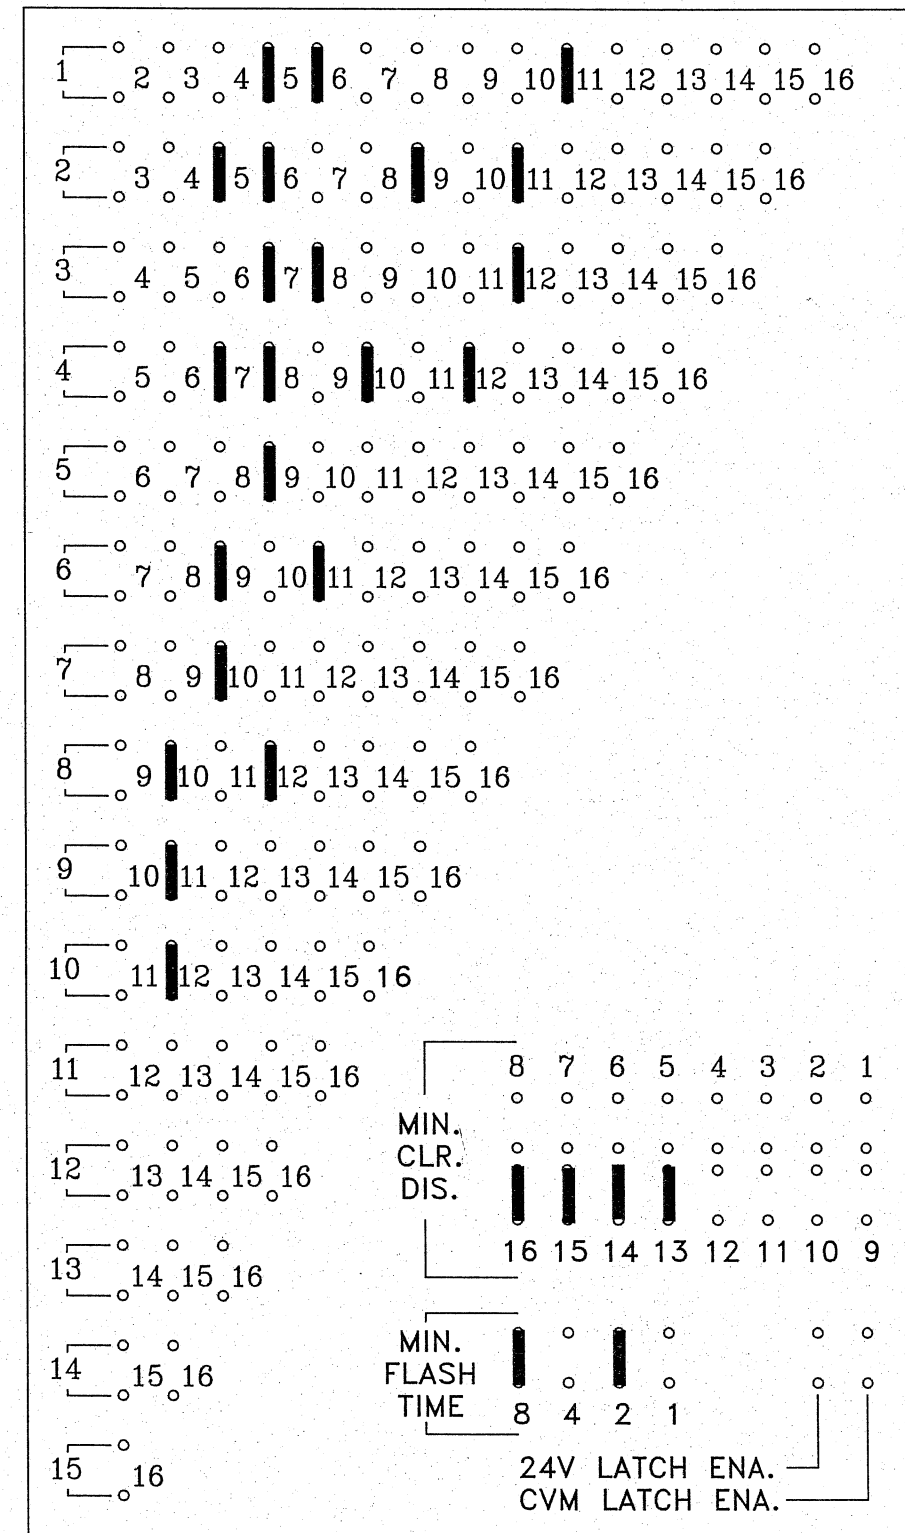 1 2 3 4 5 6 7 8 9 10 11 12 13 14 15 16
2 3 4 5 6 7 8 9 10 11 12 13 14 15 16
3 4 5 6 7 8 9 10 11 12 13 14 15 16
4 5 6 7 8 9 10 11 12 13 14 15 16
5 6 7 8 9 10 11 12 13 14 15 16
6 7 8 9 10 11 12 13 14 15 16
7 8 9 10 11 12 13 14 15 16
8 9 10 11 12 13 14 15 16
9 10 11 12 13 14 15 16
10 11 12 13 14 15 16
11 12 13 14 15 16
12 13 14 15 16
13 14 15 16
14 15 16
15 16
8 7 6 5 4 3 2 1
MIN.
CLR.
DIS.
16 15 14 13 12 11 10 9
MIN.
FLASH
TIME
8 4 2 1
24V LATCH ENA.
CVM LATCH ENA.